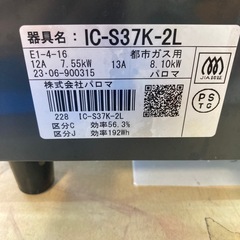 器具名：IC-S37K-2L
E1-4-16 都市ガス用
12A 7.55kW 13A 8.10kW
23·06-900315 パロマ
株式会社パロマ
228 IC-S37K-2L
区分C 効率56.3%
区分J 効率192Wh
JIA
PS
TG